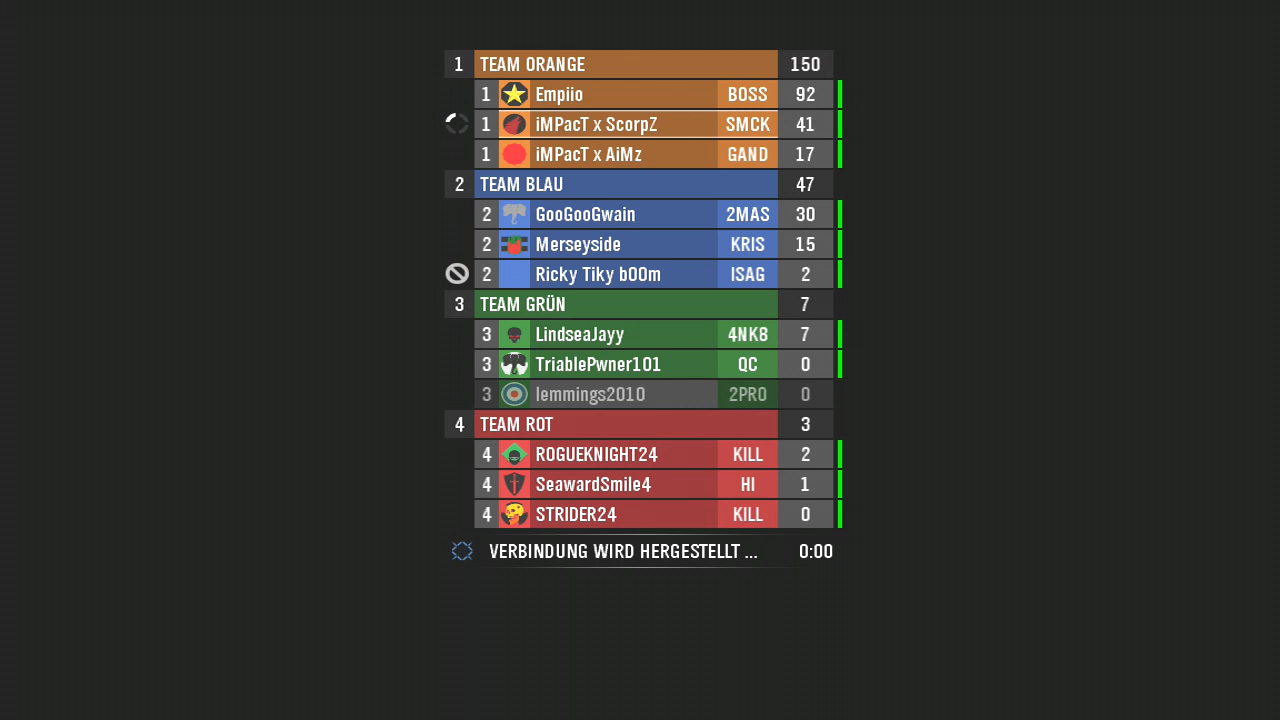 1 TEAM ORANGE 150
1 Empiio BOSS 92
1 iMPacT x ScorpZ SMCK 41
1 iMPacT x AiMz GAND 17
2 TEAM BLAU 47
2 GooGooGwain 2MAS 30
2 Merseyside KRIS 15
2 Ricky Tiky b00m ISAG 2
3 TEAM GRÜN 7
3 LindseaJayy 4NK8 7
3 TriablePwner101 QC 0
3 lemmings2010 2PRO 0
4 TEAM ROT 3
4 ROGUEKNIGHT24 KILL 2
4 SeawardSmile4 HI 1
4 STRIDER24 KILL 0
VERBINDUNG WIRD HERGESTELLT ... 0:00